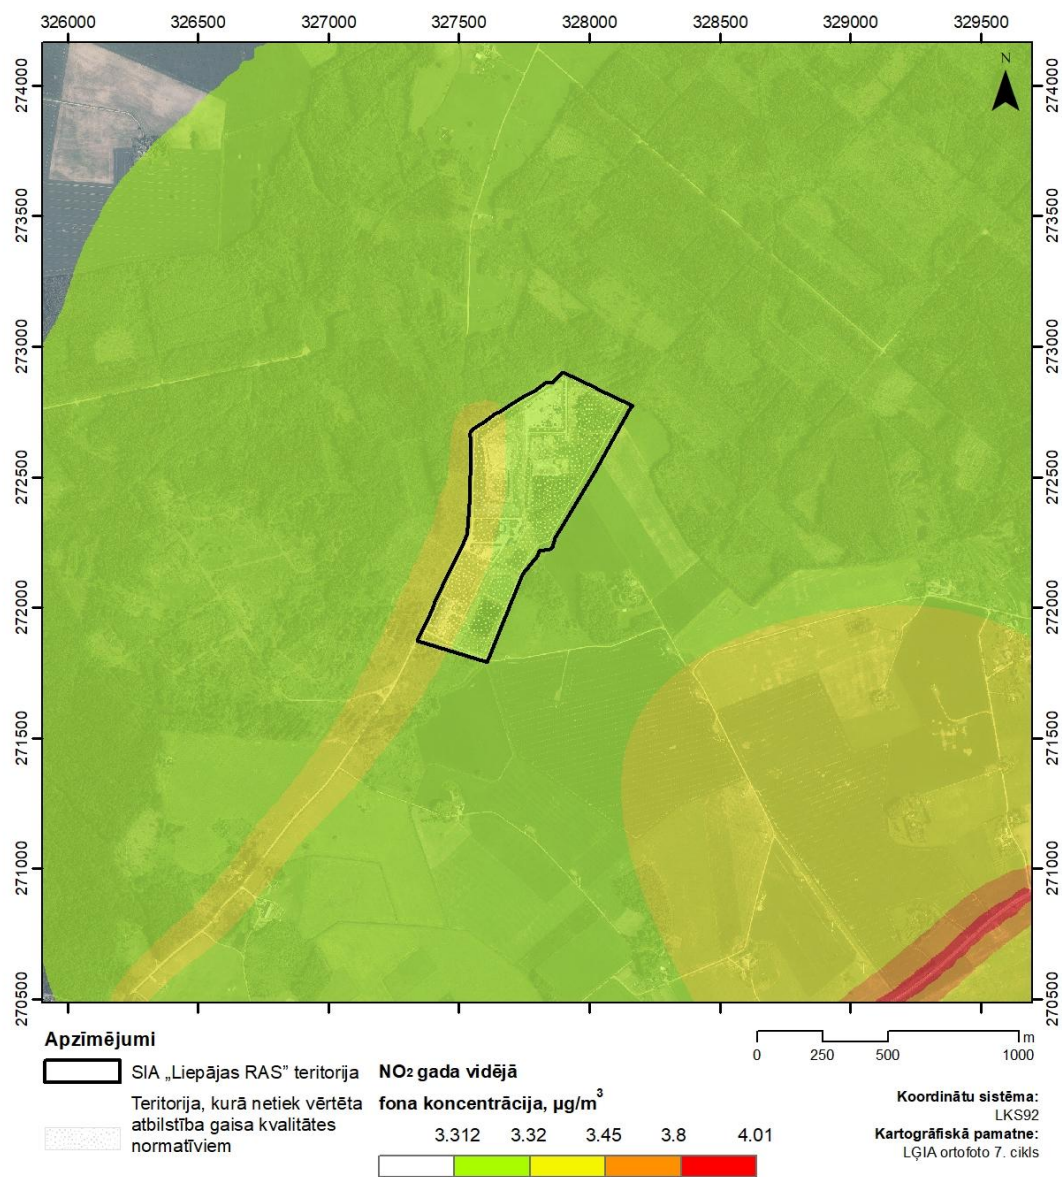 326000 326500 327000 327500 328000 328500 329000 329500
274000 274000
N
273500 273500
273000 273000
272500 272500
272000 272000
271500 271500
271000 271000
270500 270500
Apzīmējumi
SIA „Liepājas RAS” teritorija
Teritorija, kurā netiek vērtēta
atbilstība gaisa kvalitātes
normatīviem
NO2 gada vidējā
fona koncentrācija, µg/m³
3.312 3.32 3.45 3.8 4.01
m
0 250 500 1000
Koordinātu sistēma:
LKS92
Kartogrāfiskā pamatne:
LĢIA ortofoto 7. cikls